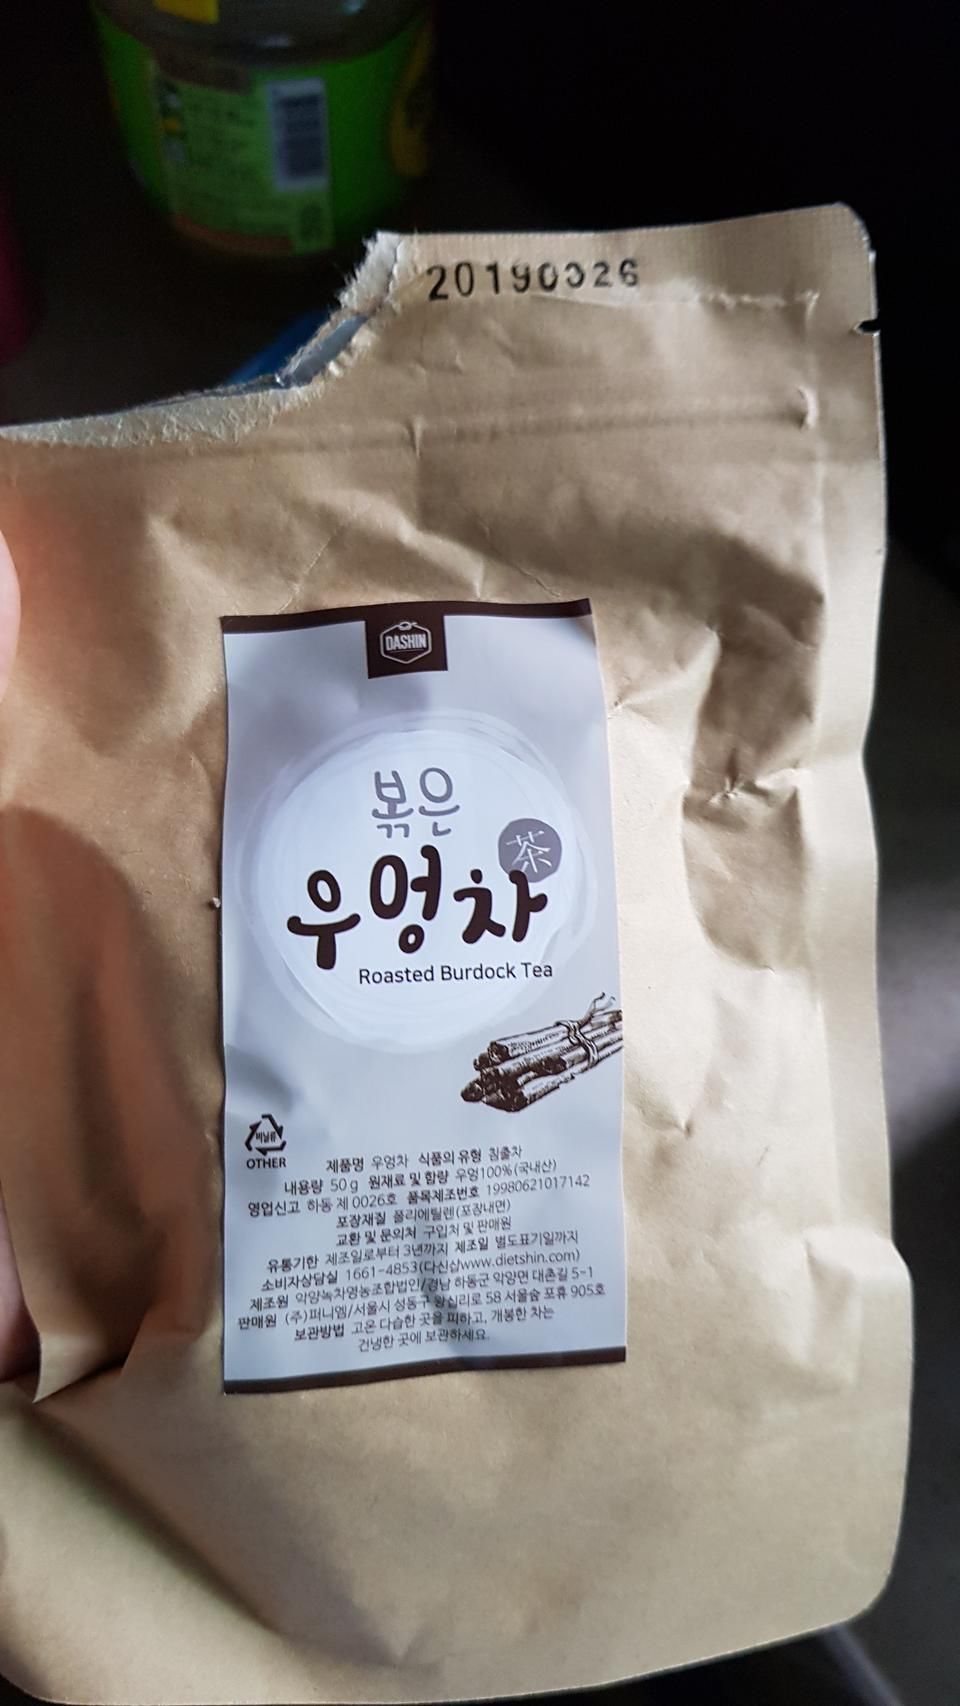 20190326
DASHIN
볶은
茶
우엉차
Roasted Burdock Tea
비닐류
OTHER
제품명 우엉차 식품의 유형 침출차
내용량 50 g 원재료 및 함량 우엉100%(국내산)
영업신고 하동 제 0026호 품목제조번호 19980621017142
포장재질 폴리에틸렌(포장내면)
교환 및 문의처 구입처 및 판매원
유통기한 제조일로부터 3년까지 제조일 별도표기일까지
소비자상담실 1661-4853(다신샵www.dietshin.com)
제조원 악양녹차영농조합법인/경남 하동군 악양면 대촌길 5-1
판매원 (주)퍼니엠/서울시 성동구 왕십리로 58 서울숲 포휴 905호
보관방법 고온 다습한 곳을 피하고, 개봉한 차는
건냉한 곳에 보관하세요.